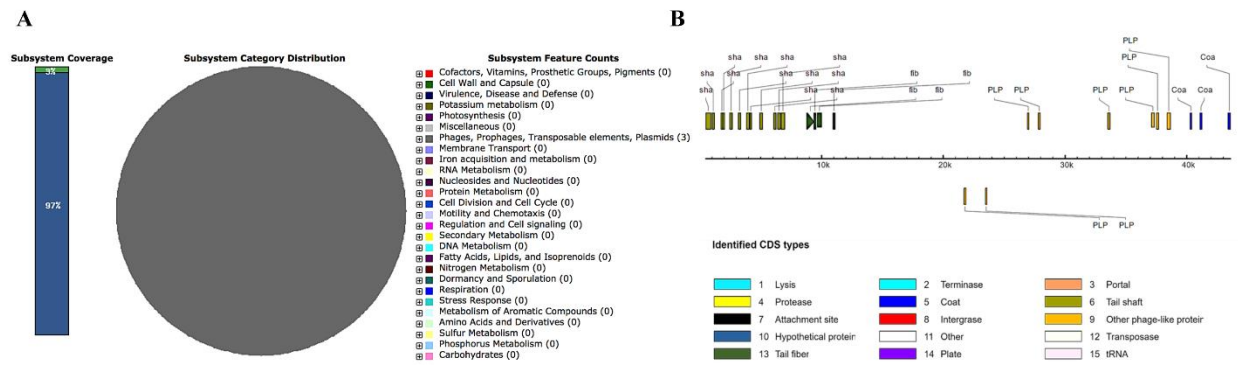 A
B
Subsystem Coverage
Subsystem Category Distribution
Subsystem Feature Counts
3%
97%
Cofactors, Vitamins, Prosthetic Groups, Pigments (0)
Cell Wall and Capsule (0)
Virulence, Disease and Defense (0)
Potassium metabolism (0)
Photosynthesis (0)
Miscellaneous (0)
Phages, Prophages, Transposable elements, Plasmids (3)
Membrane Transport (0)
Iron acquisition and metabolism (0)
RNA Metabolism (0)
Nucleosides and Nucleotides (0)
Protein Metabolism (0)
Cell Division and Cell Cycle (0)
Motility and Chemotaxis (0)
Regulation and Cell signaling (0)
Secondary Metabolism (0)
DNA Metabolism (0)
Fatty Acids, Lipids, and Isoprenoids (0)
Nitrogen Metabolism (0)
Dormancy and Sporulation (0)
Respiration (0)
Stress Response (0)
Metabolism of Aromatic Compounds (0)
Amino Acids and Derivatives (0)
Sulfur Metabolism (0)
Phosphorus Metabolism (0)
Carbohydrates (0)
PLP
sha sha sha sha PLP Coa
sha sha sha sha fib fib
sha sha sha sha fib fib PLP PLP PLP PLP Coa Coa
10k 20k 30k 40k
PLP PLP
Identified CDS types
1 Lysis 2 Terminase 3 Portal
4 Protease 5 Coat 6 Tail shaft
7 Attachment site 8 Intergrase 9 Other phage-like protein
10 Hypothetical protein 11 Other 12 Transposase
13 Tail fiber 14 Plate 15 tRNA